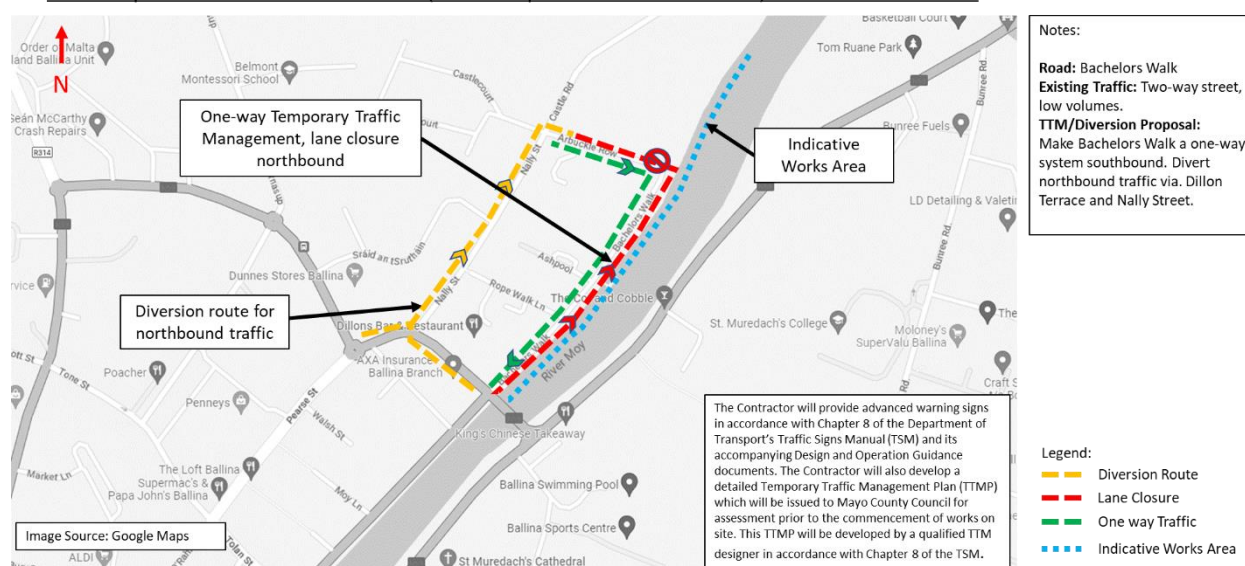 Basketball Court
Order of Malta
land Ballina Unit
Tom Ruane Park
N
Belmont
Montessori School
Castlecourt
Castle Rd
Bunree Rd.
Seán McCarthy
Crash Repairs
R314
One-way Temporary Traffic
Management, lane closure
northbound
Arbuckle Row
Nally St
Bunree Fuels
Indicative
Works Area
Bachelors Walk
LD Detailing & Valetin
Bunree Rd.
Sráid an tSrutháin
Ashpool
Dunnes Stores Ballina
Nally St
Rope Walk Ln
Cobble
Diversion route for
northbound traffic
Dillons Bar & Restaurant
St. Muredach's College
Moloney's
SuperValu Ballina
River Moy
AXA Insurance
Ballina Branch
Poacher
Tone St
Penneys
Pearse St
Walsh St
Craft S
King's Chinese Takeaway
Market Ln
The Loft Ballina
Supermac's &
Papa John's Ballina
Moy Ln
Ballina Swimming Pool
Rd.
Ballina Sports Centre
Image Source: Google Maps
Tolan St
ALDI
St Muredach's Cathedral
The Contractor will provide advanced warning signs
in accordance with Chapter 8 of the Department of
Transport's Traffic Signs Manual (TSM) and its
accompanying Design and Operation Guidance
documents. The Contractor will also develop a
detailed Temporary Traffic Management Plan (TTMP)
which will be issued to Mayo County Council for
assessment prior to the commencement of works on
site. This TTMP will be developed by a qualified TTM
designer in accordance with Chapter 8 of the TSM.
Notes:
Road: Bachelors Walk
Existing Traffic: Two-way street,
low volumes.
TTM/Diversion Proposal:
Make Bachelors Walk a one-way
system southbound. Divert
northbound traffic via. Dillon
Terrace and Nally Street.
Legend:
Diversion Route
Lane Closure
One way Traffic
Indicative Works Area